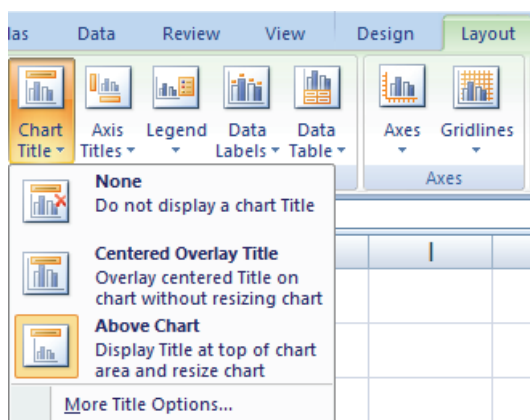 las Data Review View Design Layout
Chart Title Axis Titles Legend Data Labels Data Table Axes Gridlines
Axes
None
Do not display a chart Title
Centered Overlay Title
Overlay centered Title on
chart without resizing chart
Above Chart
Display Title at top of chart
area and resize chart
More Title Options...
I